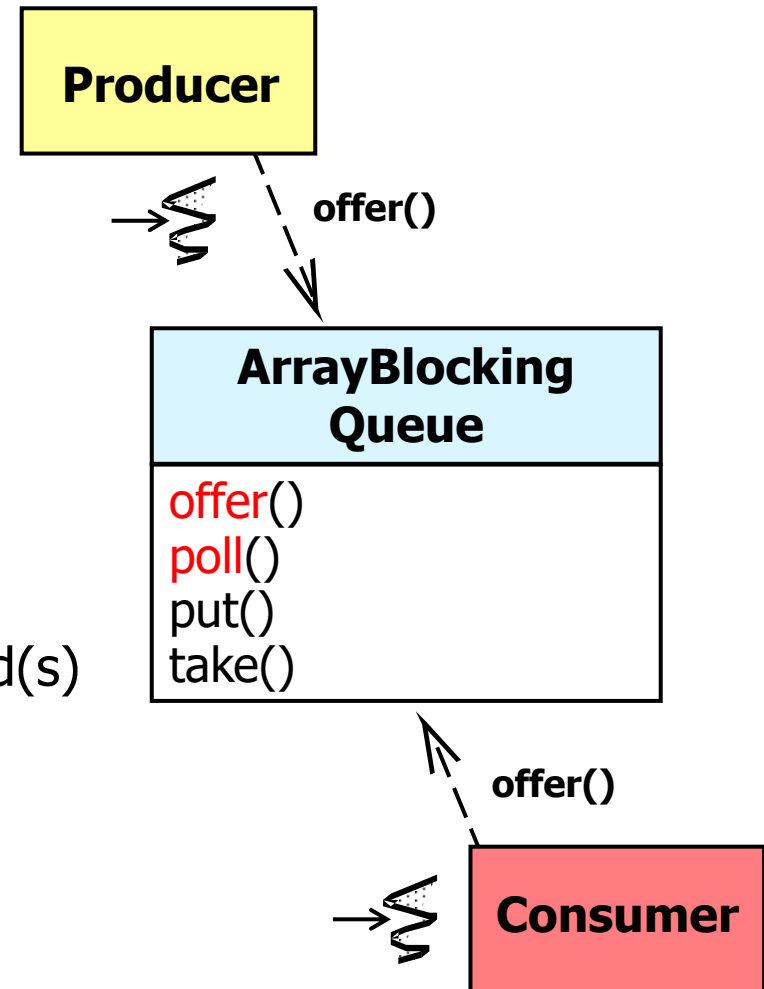 Producer
offer()
ArrayBlocking
Queue
offer()
poll()
put()
take()
d(s)
offer()
Consumer